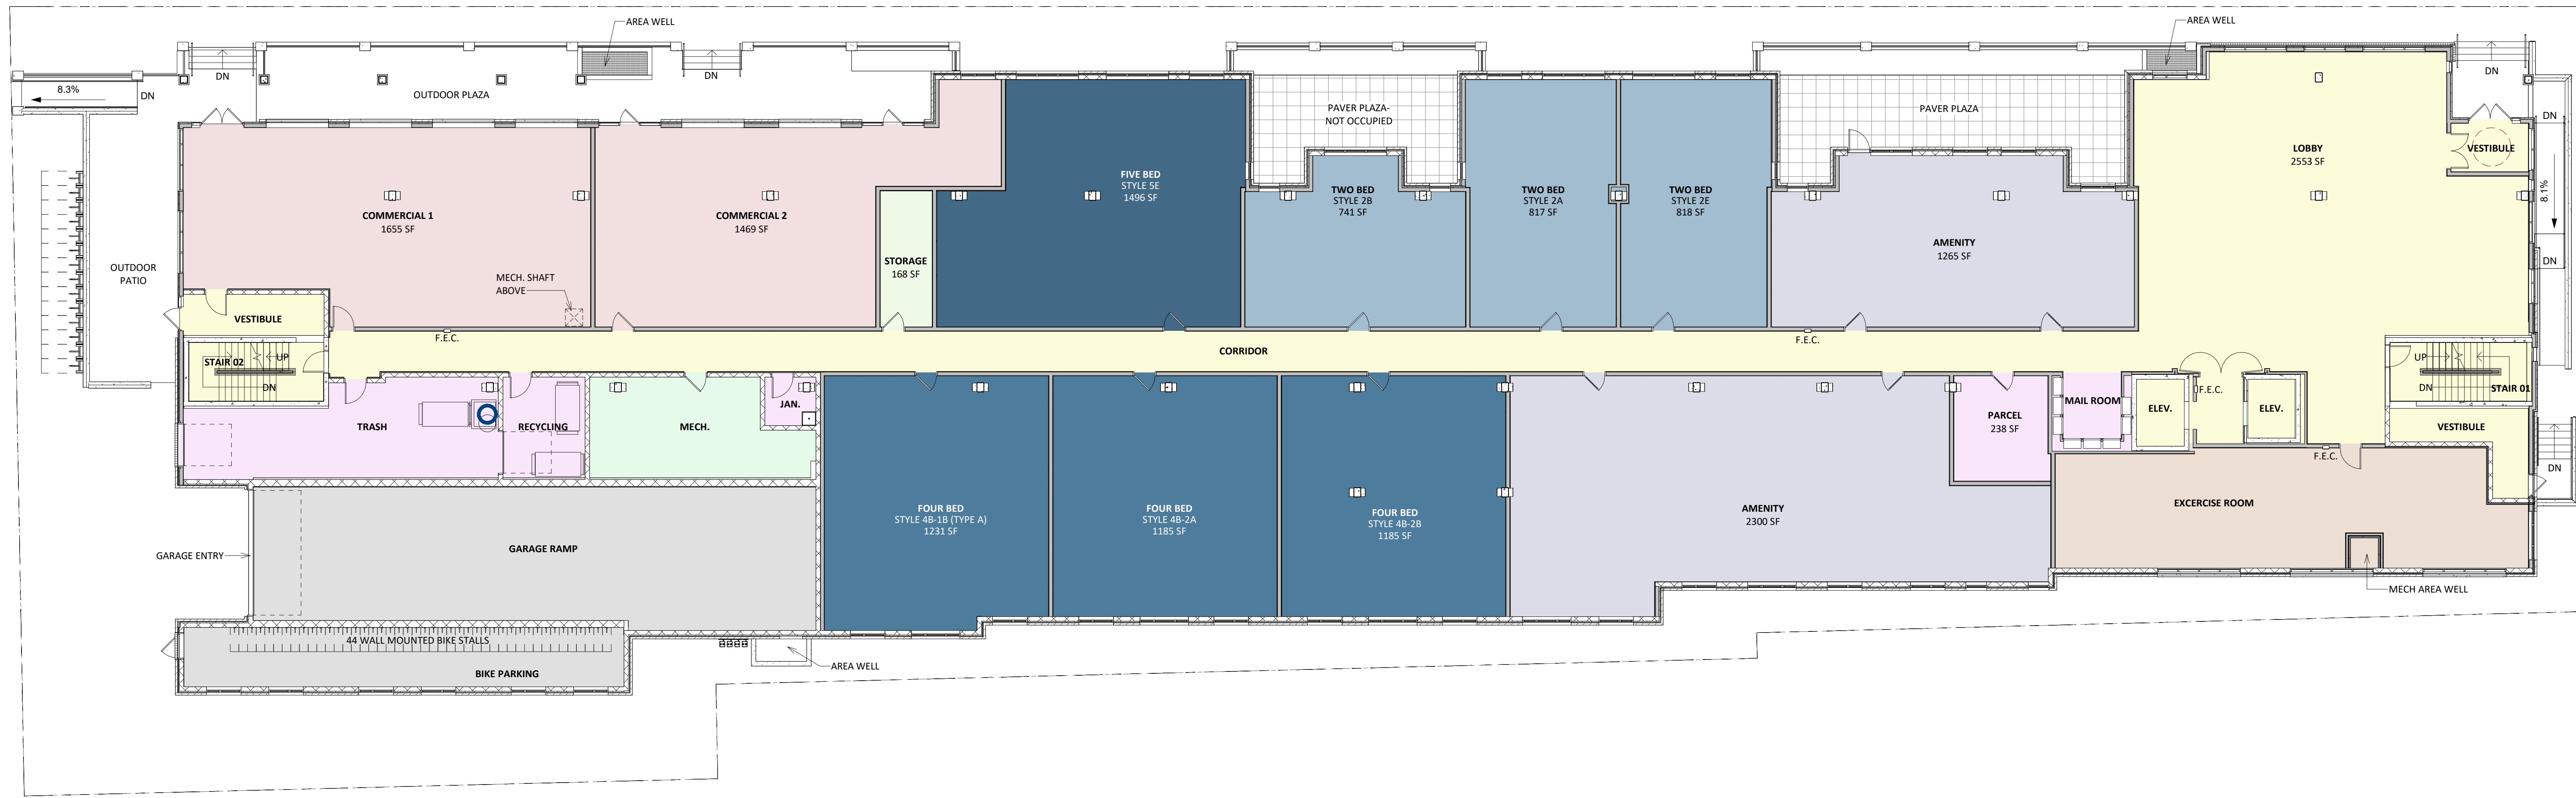 AREA WELL
AREA WELL
DN
DN
DN
8.3%
DN
OUTDOOR PLAZA
PAVER PLAZA-
NOT OCCUPIED
PAVER PLAZA
DN
LOBBY
2553 SF
VESTIBULE
8.1%
DN
FIVE BED
STYLE 5E
1496 SF
TWO BED
STYLE 2B
741 SF
TWO BED
STYLE 2A
817 SF
TWO BED
STYLE 2E
818 SF
COMMERCIAL 1
1655 SF
COMMERCIAL 2
1469 SF
AMENITY
1265 SF
STORAGE
168 SF
OUTDOOR
PATIO
MECH. SHAFT
ABOVE
VESTIBULE
F.E.C.
F.E.C.
CORRIDOR
STAIR 02
UP
DN
UP
DN
STAIR 01
F.E.C.
JAN.
MAIL ROOM
ELEV.
ELEV.
PARCEL
238 SF
TRASH
RECYCLING
MECH.
VESTIBULE
F.E.C.
DN
EXCERCISE ROOM
FOUR BED
STYLE 4B-1B (TYPE A)
1231 SF
FOUR BED
STYLE 4B-2A
1185 SF
FOUR BED
STYLE 4B-2B
1185 SF
AMENITY
2300 SF
GARAGE ENTRY
GARAGE RAMP
MECH AREA WELL
44 WALL MOUNTED BIKE STALLS
AREA WELL
BIKE PARKING